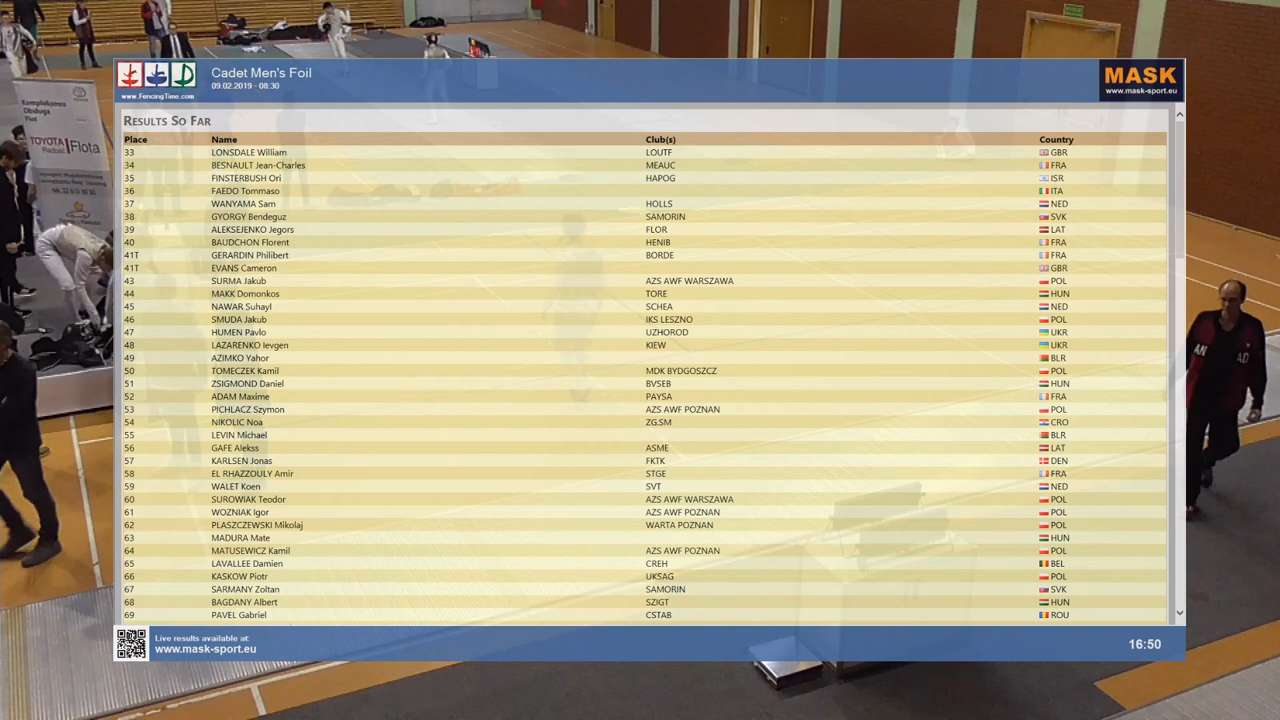 Cadet Men's Foil
09.02.2019 - 08:30
www.FencingTime.com
MASK
www.mask-sport.eu
RESULTS SO FAR
Place Name Club(s) Country
33 LONSDALE William LOUTF GBR
34 BESNAULT Jean-Charles MEAUC FRA
35 FINSTERBUSH Ori HAPOG ISR
36 FAEDO Tommaso ITA
37 WANYAMA Sam HOLLS NED
38 GYORGY Bendeguz SAMORIN SVK
39 ALEKSEJENKO Jegors FLOR LAT
40 BAUDCHON Florent HENIB FRA
41T GERARDIN Philibert BORDE FRA
41T EVANS Cameron GBR
43 SURMA Jakub AZS AWF WARSZAWA POL
44 MAKK Domonkos TORE HUN
45 NAWAR Suhayl SCHEA NED
46 SMUDA Jakub IKS LESZNO POL
47 HUMEN Pavlo UZHOROD UKR
48 LAZARENKO Ievgen KIEW UKR
49 AZIMKO Yahor BLR
50 TOMECZEK Kamil MDK BYDGOSZCZ POL
51 ZSIGMOND Daniel BVSEB HUN
52 ADAM Maxime PAYSA FRA
53 PICHLACZ Szymon AZS AWF POZNAN POL
54 NIKOLIC Noa ZG.SM CRO
55 LEVIN Michael BLR
56 GAFE Alekss ASME LAT
57 KARLSEN Jonas FKTK DEN
58 EL RHAZZOULY Amir STGE FRA
59 WALET Koen SVT NED
60 SUROWIAK Teodor AZS AWF WARSZAWA POL
61 WOZNIAK Igor AZS AWF POZNAN POL
62 PLASZCZEWSKI Mikolaj WARTA POZNAN POL
63 MADURA Mate HUN
64 MATUSEWICZ Kamil AZS AWF POZNAN POL
65 LAVALLEE Damien CREH BEL
66 KASKOW Piotr UKSAG POL
67 SARMANY Zoltan SAMORIN SVK
68 BAGDANY Albert SZIGT HUN
69 PAVEL Gabriel CSTAB ROU
Live results available at:
www.mask-sport.eu
16:50
Kompleksowa
Obsługa
Flot
TOYOTA
Radość
Flota
AN AD